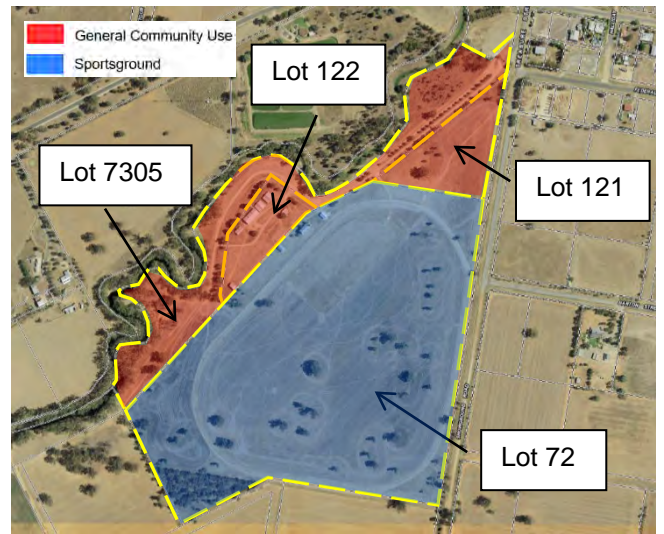 General Community Use
Sportsground
Lot 122
Lot 7305
Lot 121
Lot 72